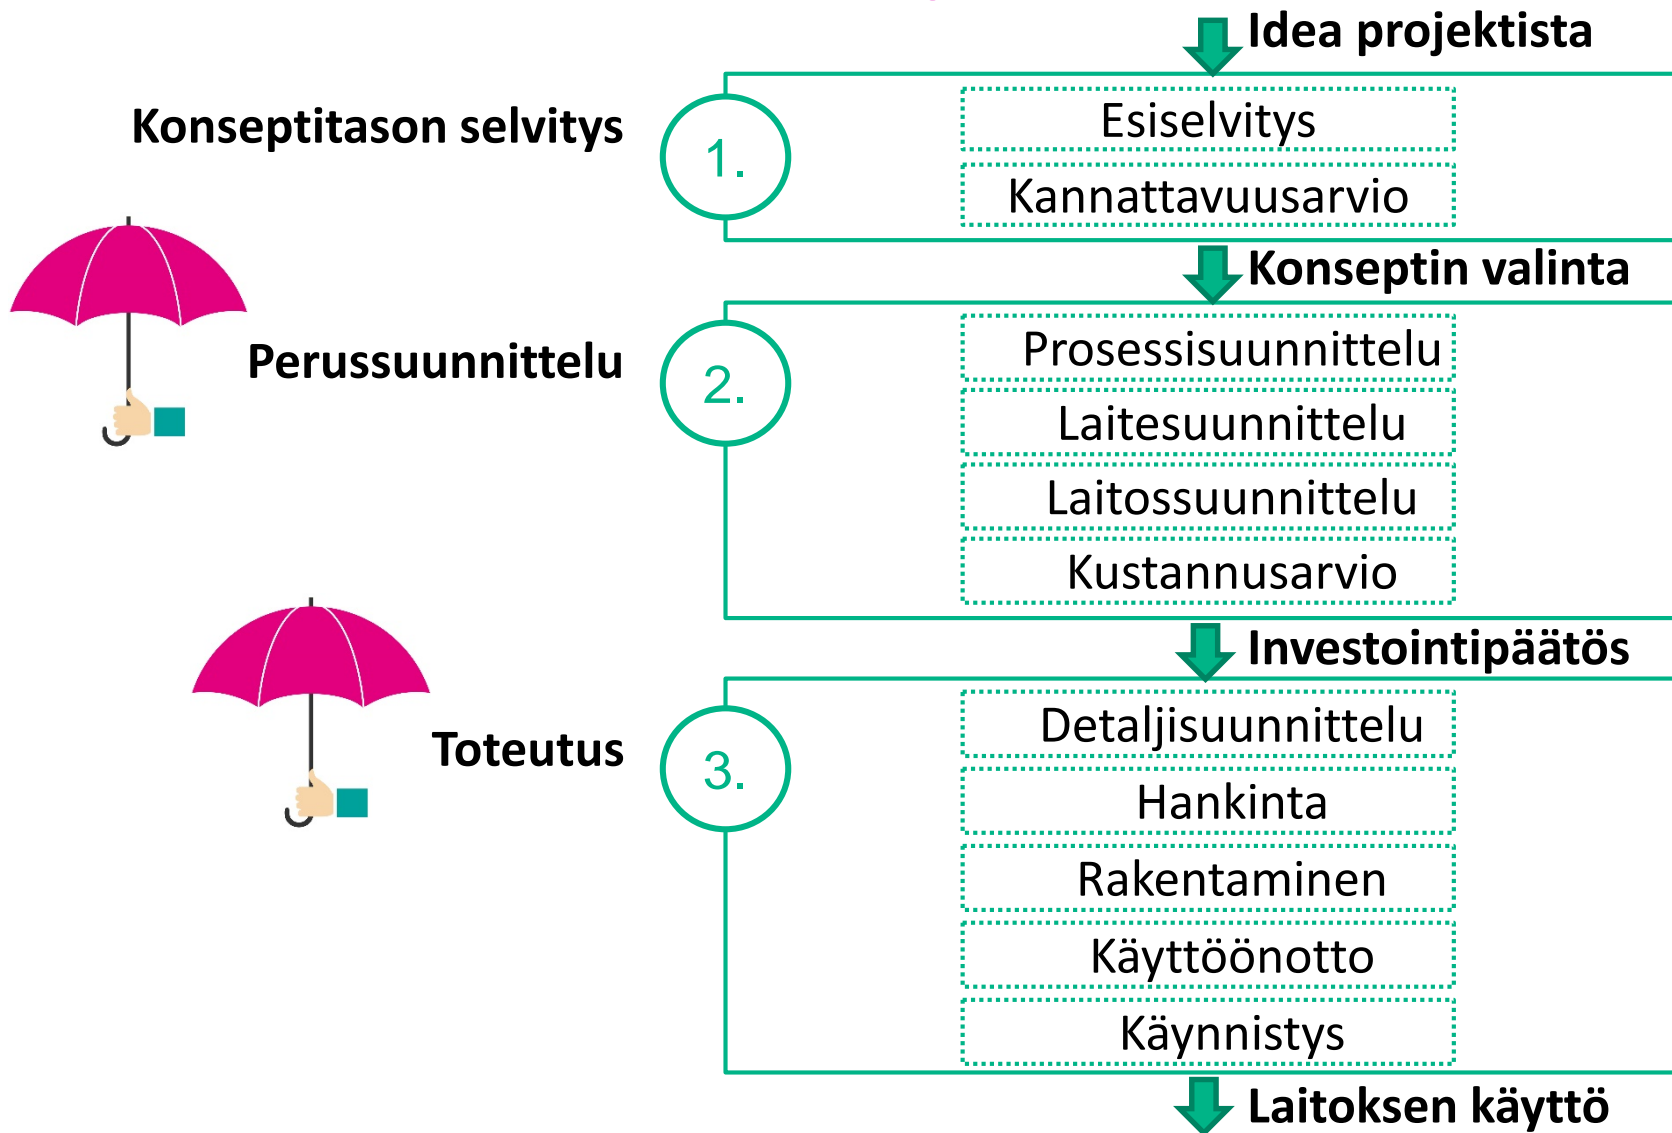 Idea projektista
Konseptitason selvitys
1.
Esiselvitys
Kannattavuusarvio
Konseptin valinta
Perussuunnittelu
2.
Prosessisuunnittelu
Laitesuunnittelu
Laitossuunnittelu
Kustannusarvio
Investointipäätös
Toteutus
3.
Detaljisuunnittelu
Hankinta
Rakentaminen
Käyttöönotto
Käynnistys
Laitoksen käyttö